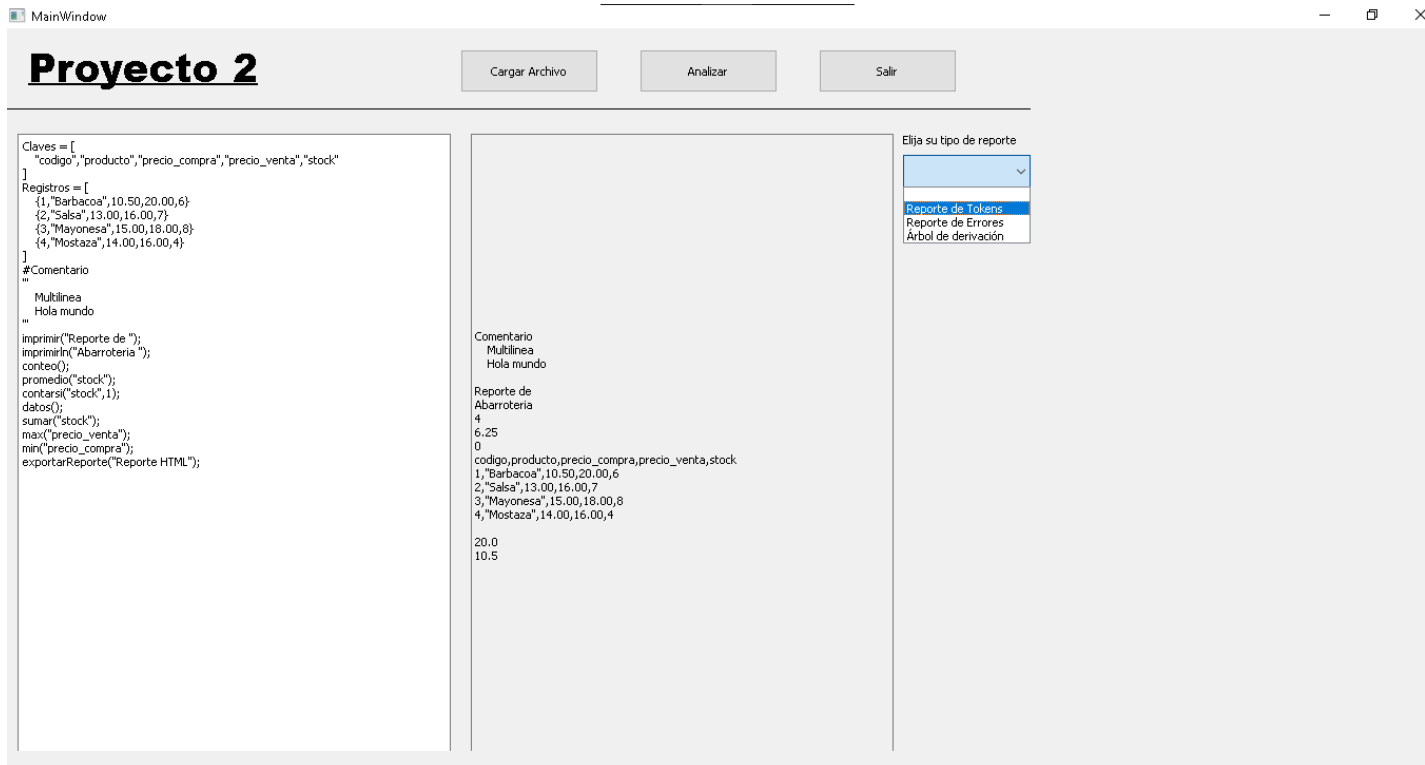 MainWindow
Proyecto 2
Cargar Archivo
Analizar
Salir
Claves = [
"codigo","producto","precio_compra","precio_venta","stock"
]
Registros = [
{1,"Barbacoa",10.50,20.00,6}
{2,"Salsa",13.00,16.00,7}
{3,"Mayonesa",15.00,18.00,8}
{4,"Mostaza",14.00,16.00,4}
]
#Comentario
'''
Multilinea
Hola mundo
'''
imprimir("Reporte de ");
imprimirln("Abarroteria ");
conteo();
promedio("stock");
contarsi("stock",1);
datos();
sumar("stock");
max("precio_venta");
min("precio_compra");
exportarReporte("Reporte HTML");
Comentario
Multilinea
Hola mundo
Reporte de
Abarroteria
4
6.25
0
codigo,producto,precio_compra,precio_venta,stock
1,"Barbacoa",10.50,20.00,6
2,"Salsa",13.00,16.00,7
3,"Mayonesa",15.00,18.00,8
4,"Mostaza",14.00,16.00,4
20.0
10.5
Elija su tipo de reporte
Reporte de Tokens
Reporte de Errores
Árbol de derivación